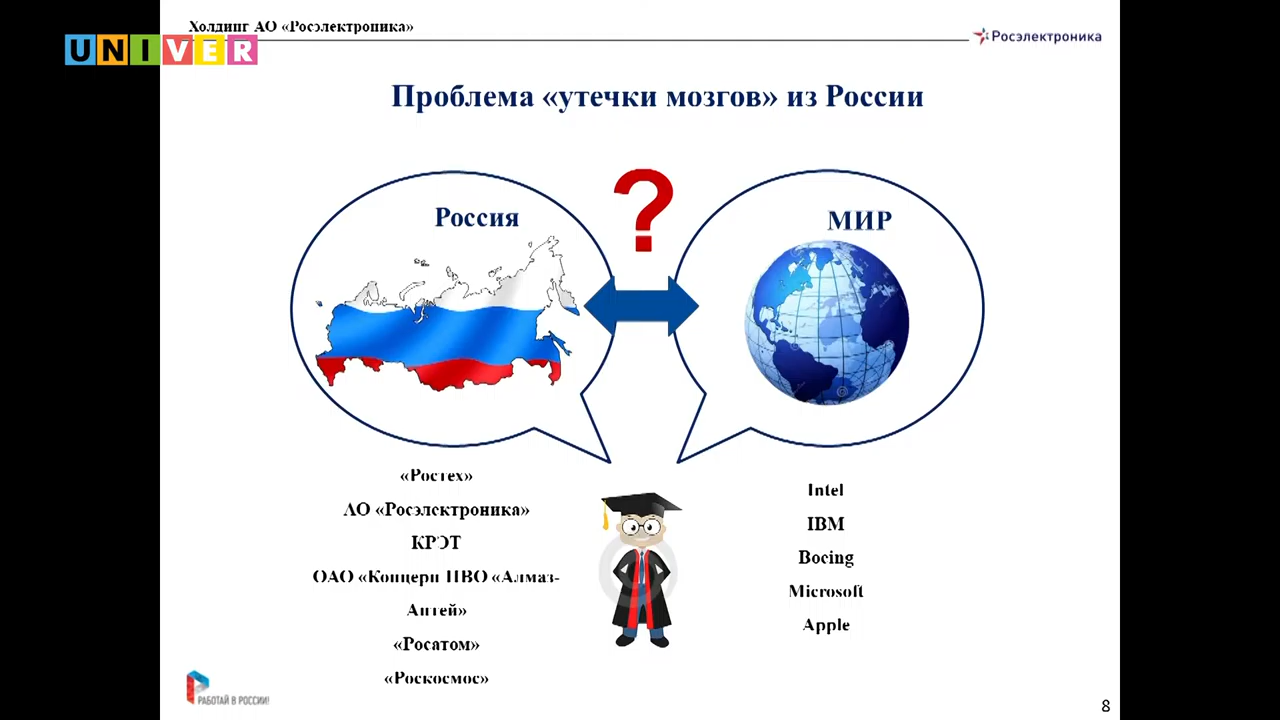 Холдинг АО «Росэлектроника»
UNIVER
Росэлектроника
Проблема «утечки мозгов» из России
?
Россия
МИР
«Ростех»
АО «Росэлектроника»
КРЭТ
ОАО «Концерн ПВО «Алмаз-
Антей»
«Росатом»
«Роскосмос»
Intel
IBM
Boeing
Microsoft
Apple
РАБОТАЙ В РОССИИ!
8